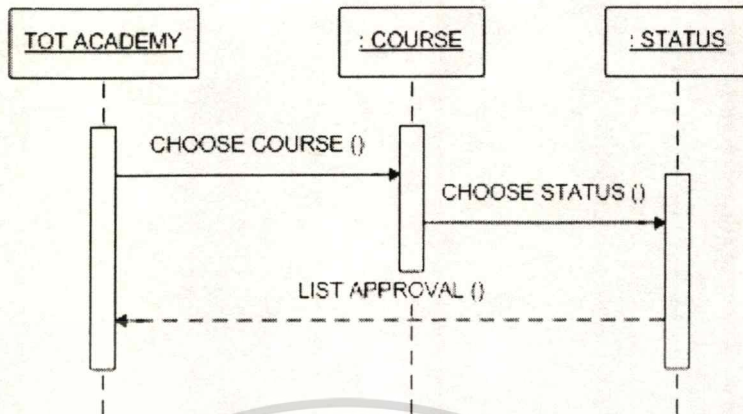 TOT ACADEMY
: COURSE
: STATUS
CHOOSE COURSE ()
CHOOSE STATUS ()
LIST APPROVAL ()